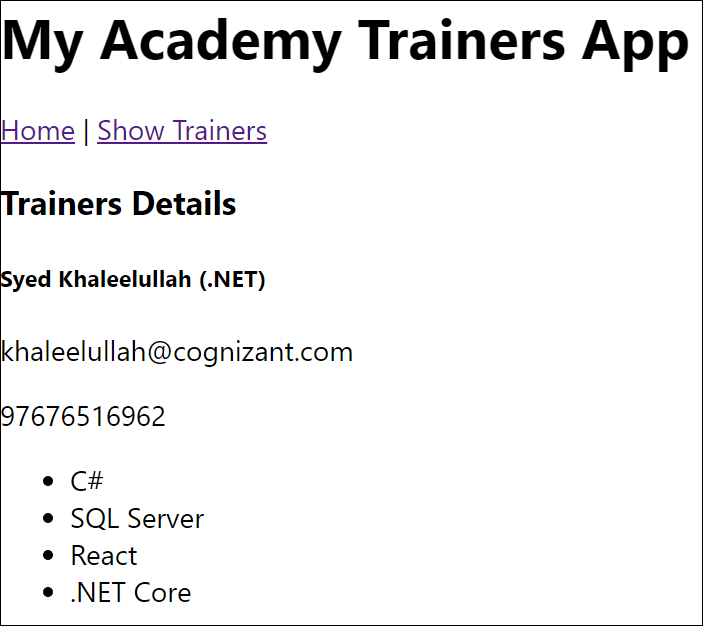 My Academy Trainers App
Home | Show Trainers
Trainers Details
Syed Khaleelullah (.NET)
khaleelullah@cognizant.com
97676516962
• C#
• SQL Server
• React
• .NET Core